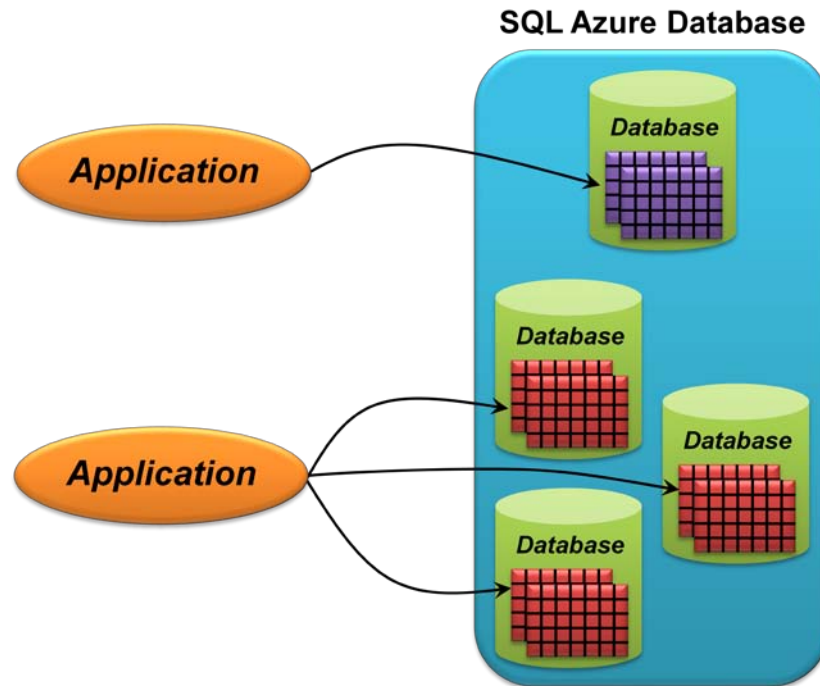 SQL Azure Database
Database
Application
Database
Database
Application
Database